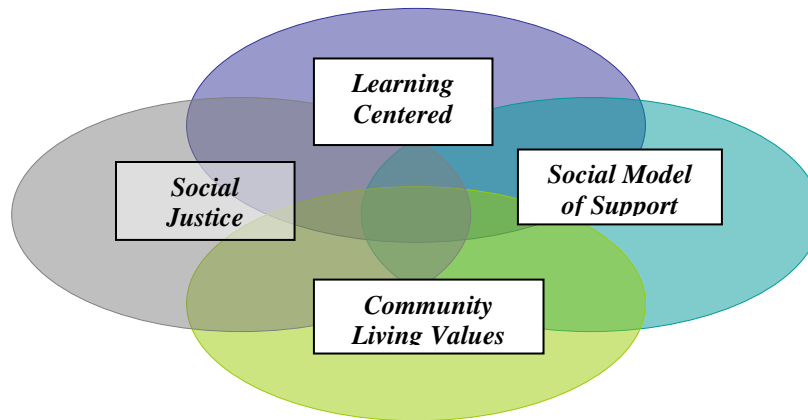 Learning
Centered
Social
Justice
Social Model
of Support
Community
Living Values